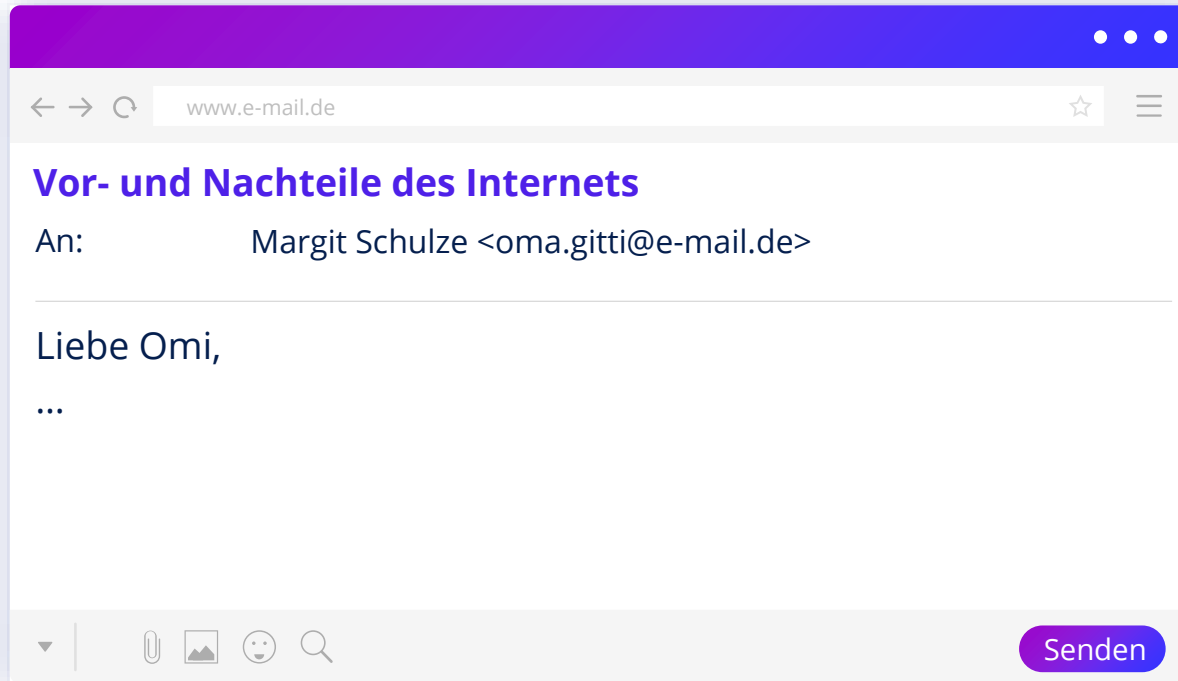 www.e-mail.de
Vor- und Nachteile des Internets
An: Margit Schulze <oma.gitti@e-mail.de>
Liebe Omi,
...
Senden